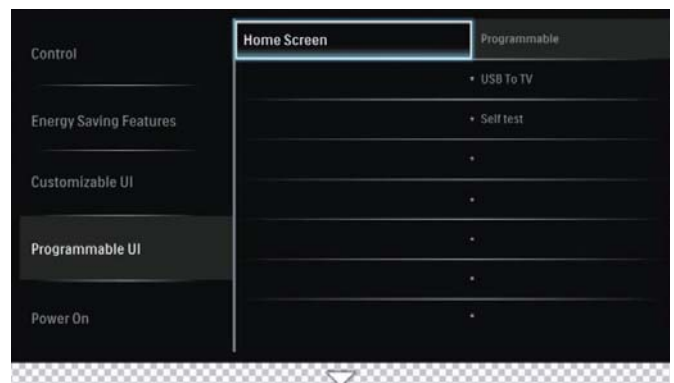 Control
Energy Saving Features
Customizable UI
Programmable UI
Power On
Home Screen
Programmable
• USB To TV
• Self test
•
•
•
•
•